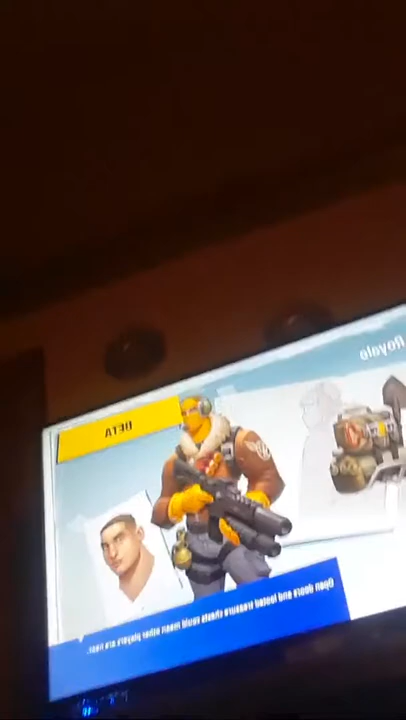 Royale
BETA
Open doors and looted treasure chests could mean other players are near.